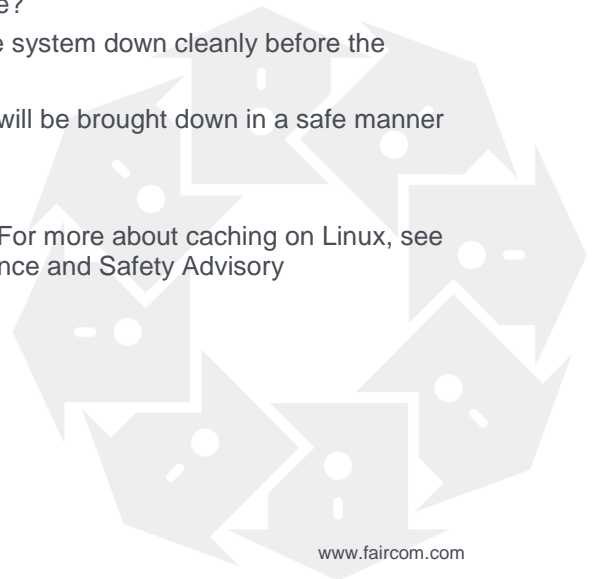 e?
e system down cleanly before the
will be brought down in a safe manner
For more about caching on Linux, see
nce and Safety Advisory
www.faircom.com